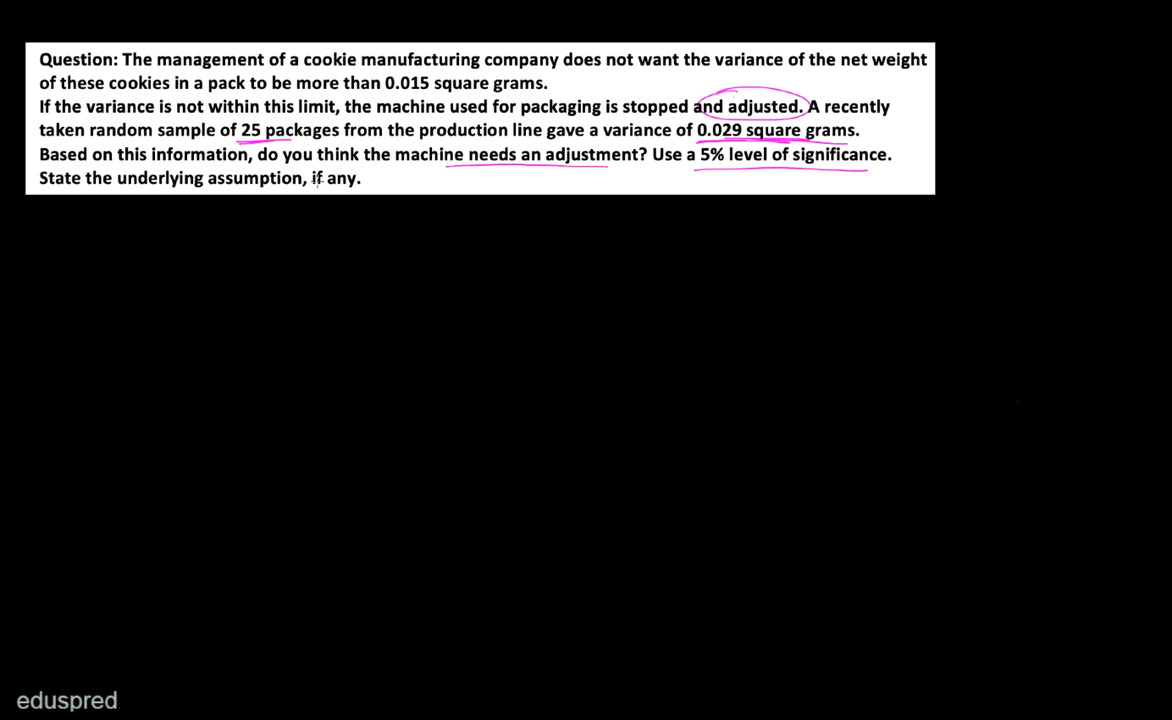 Question: The management of a cookie manufacturing company does not want the variance of the net weight
of these cookies in a pack to be more than 0.015 square grams.
If the variance is not within this limit, the machine used for packaging is stopped and adjusted. A recently
taken random sample of 25 packages from the production line gave a variance of 0.029 square grams.
Based on this information, do you think the machine needs an adjustment? Use a 5% level of significance.
State the underlying assumption, if any.
eduspred